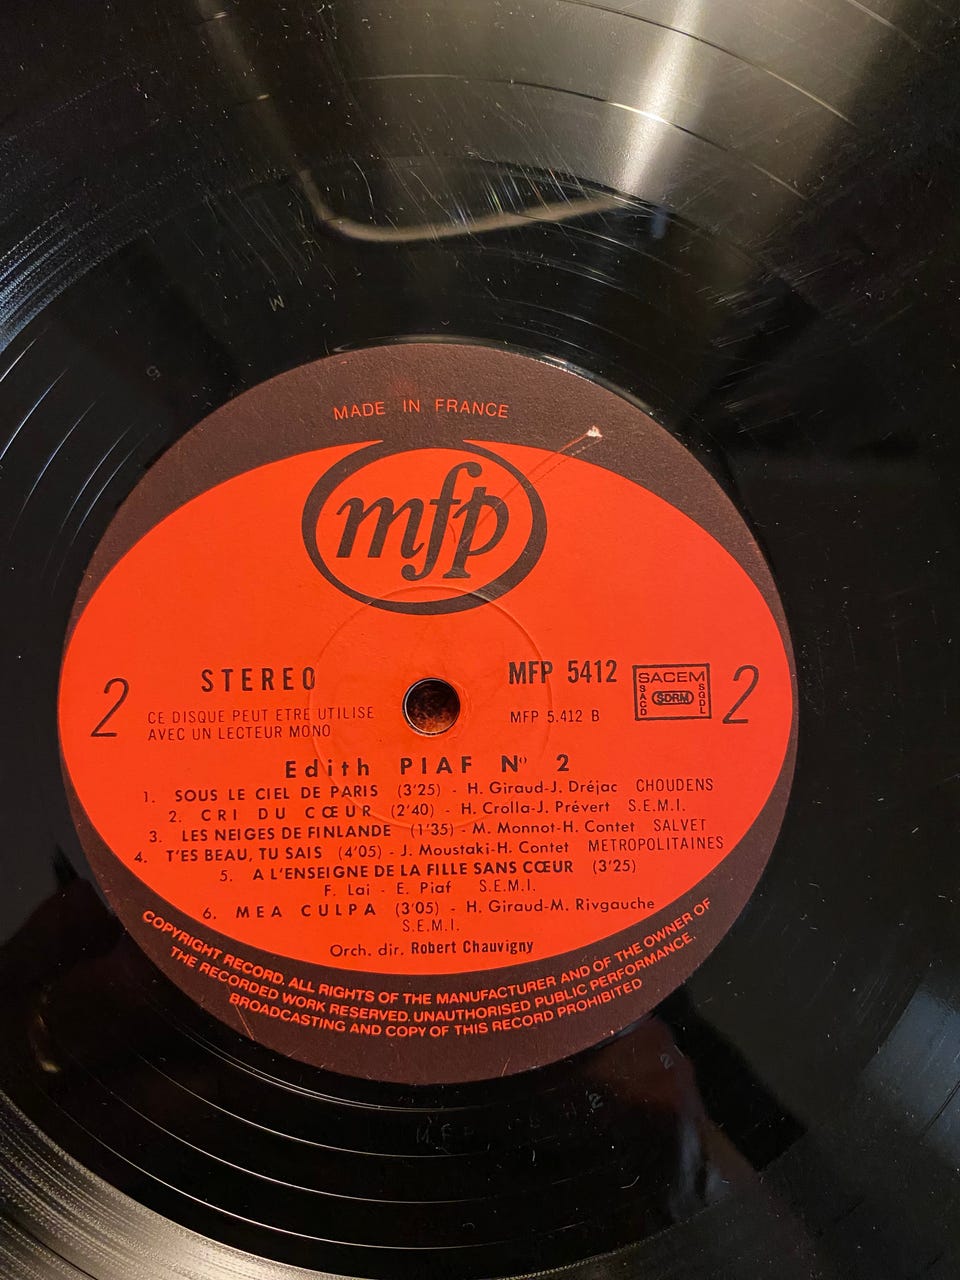 MADE IN FRANCE
mfp
STEREO
MFP 5412
SACEM
SACD
SDRM
SGDL
2
2
CE DISQUE PEUT ETRE UTILISE
AVEC UN LECTEUR MONO
MFP 5.412 B
Edith PIAF N° 2
1. SOUS LE CIEL DE PARIS (3'25) - H. Giraud-J. Dréjac CHOUDENS
2. CRI DU CŒUR (2'40) - H. Crolla-J. Prévert S.E.M.I.
3. LES NEIGES DE FINLANDE (1'35) - M. Monnot-H. Contet SALVET
4. T'ES BEAU, TU SAIS (4'05) - J. Moustaki-H. Contet METROPOLITAINES
5. A L'ENSEIGNE DE LA FILLE SANS CŒUR (3'25)
F. Lai - E. Piaf S.E.M.I.
6. MEA CULPA (3'05) - H. Giraud-M. Rivgauche
S.E.M.I.
Orch. dir. Robert Chauvigny
COPYRIGHT RECORD. ALL RIGHTS OF THE MANUFACTURER AND OF THE OWNER OF
THE RECORDED WORK RESERVED. UNAUTHORISED PUBLIC PERFORMANCE.
BROADCASTING AND COPY OF THIS RECORD PROHIBITED